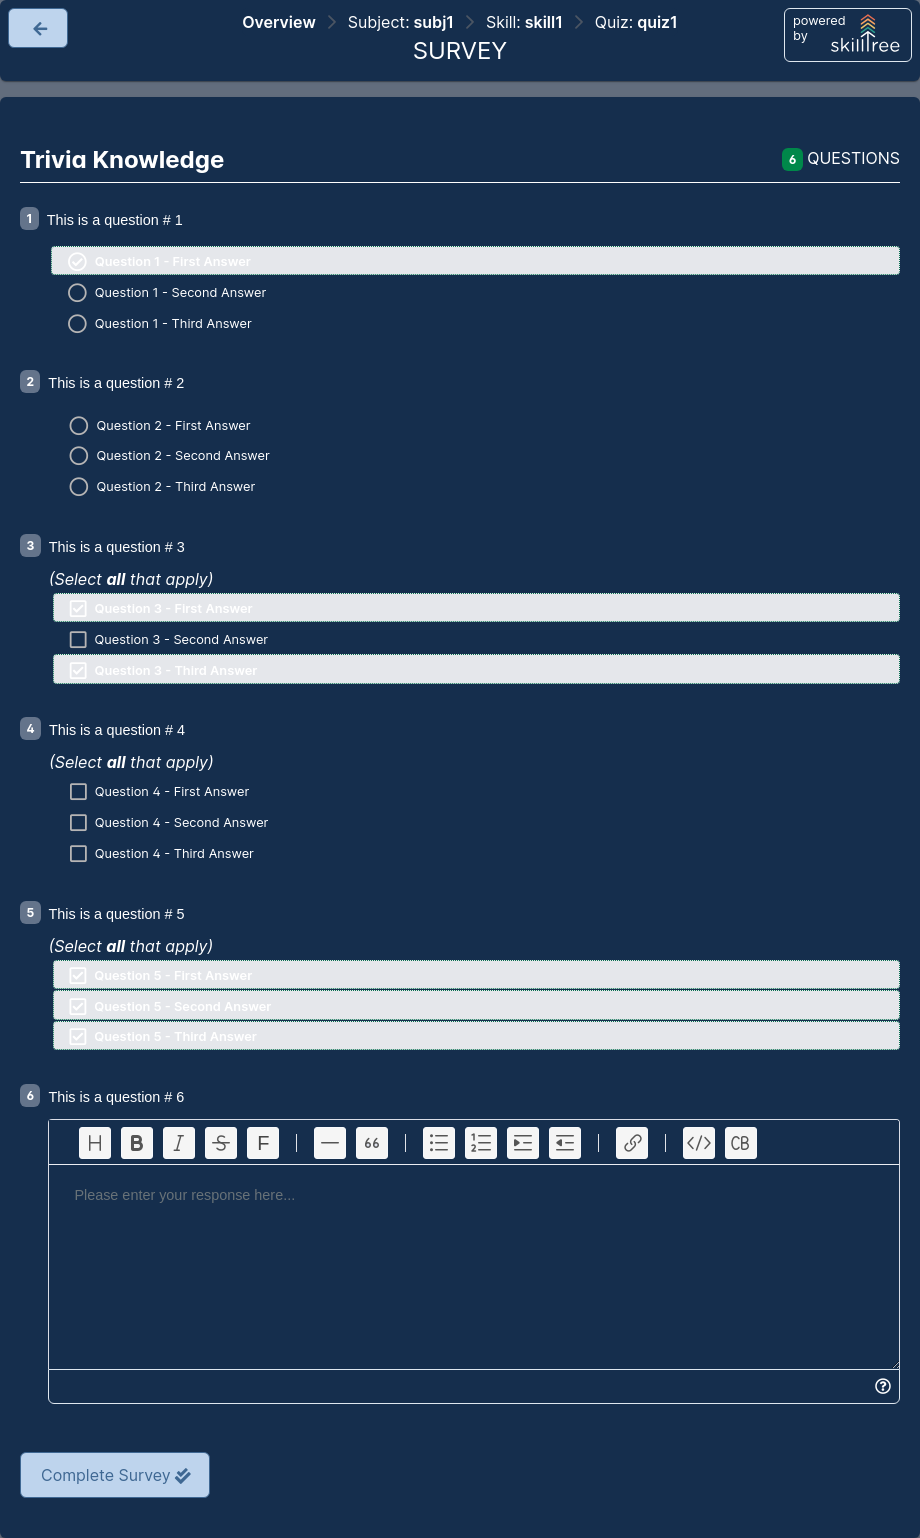 Overview Subject: subj1 Skill: skill1 Quiz: quiz1
SURVEY
powered by skilltree
Trivia Knowledge
6 QUESTIONS
1 This is a question # 1
Question 1 - First Answer
Question 1 - Second Answer
Question 1 - Third Answer
2 This is a question # 2
Question 2 - First Answer
Question 2 - Second Answer
Question 2 - Third Answer
3 This is a question # 3
(Select all that apply)
Question 3 - First Answer
Question 3 - Second Answer
Question 3 - Third Answer
4 This is a question # 4
(Select all that apply)
Question 4 - First Answer
Question 4 - Second Answer
Question 4 - Third Answer
5 This is a question # 5
(Select all that apply)
Question 5 - First Answer
Question 5 - Second Answer
Question 5 - Third Answer
6 This is a question # 6
H B I S F 66 </> CB
Please enter your response here...
Complete Survey